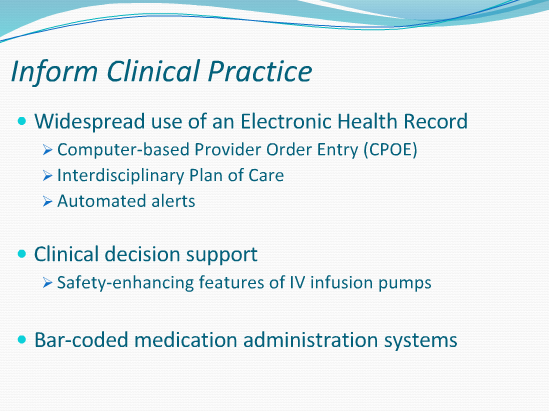 Inform Clinical Practice
Widespread use of an Electronic Health Record
Computer-based Provider Order Entry (CPOE)
Interdisciplinary Plan of Care
Automated alerts
Clinical decision support
Safety-enhancing features of IV infusion pumps
Bar-coded medication administration systems